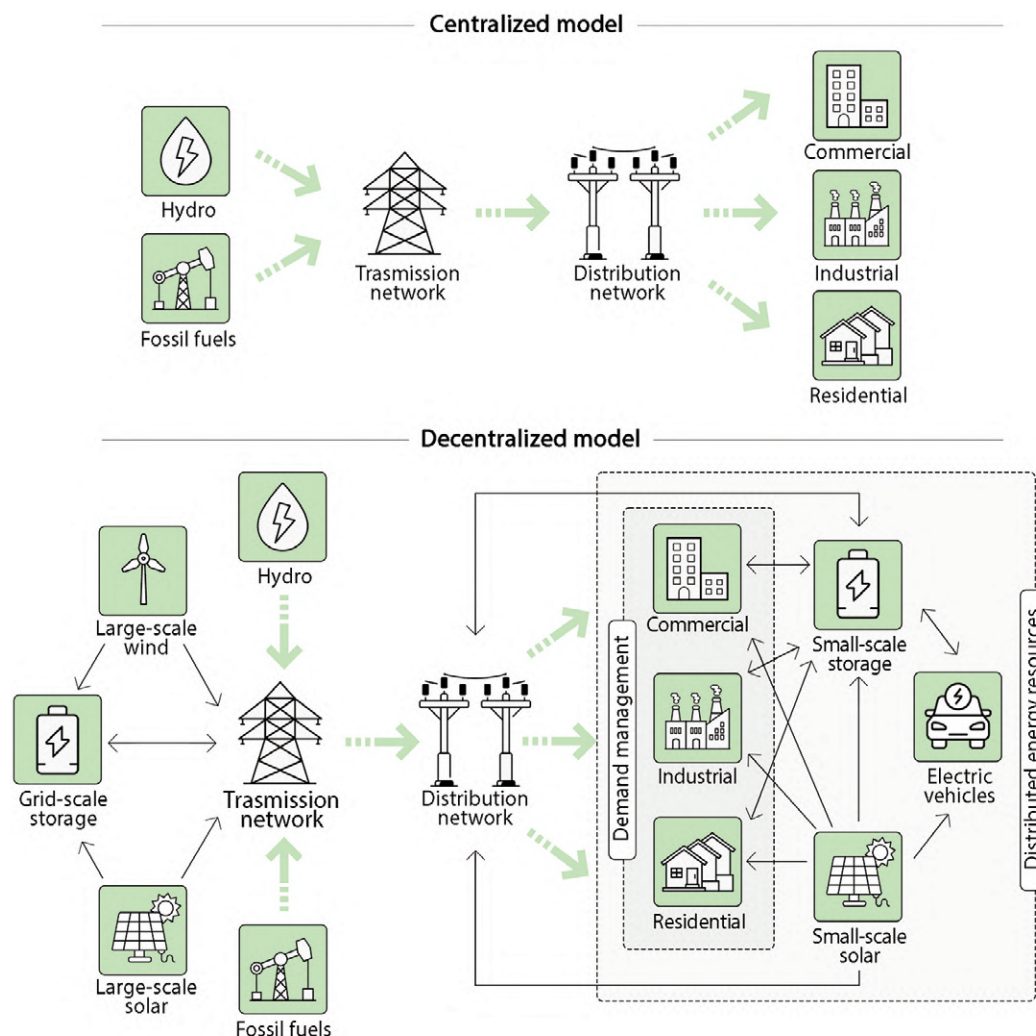 Centralized model
Hydro
Fossil fuels
Trasmission
network
Distribution
network
Commercial
Industrial
Residential
Decentralized model
Large-scale
wind
Hydro
Grid-scale
storage
Large-scale
solar
Trasmission
network
Fossil fuels
Distribution
network
Demand management
Commercial
Industrial
Residential
Small-scale
storage
Electric
vehicles
Small-scale
solar
Distributed energy resources